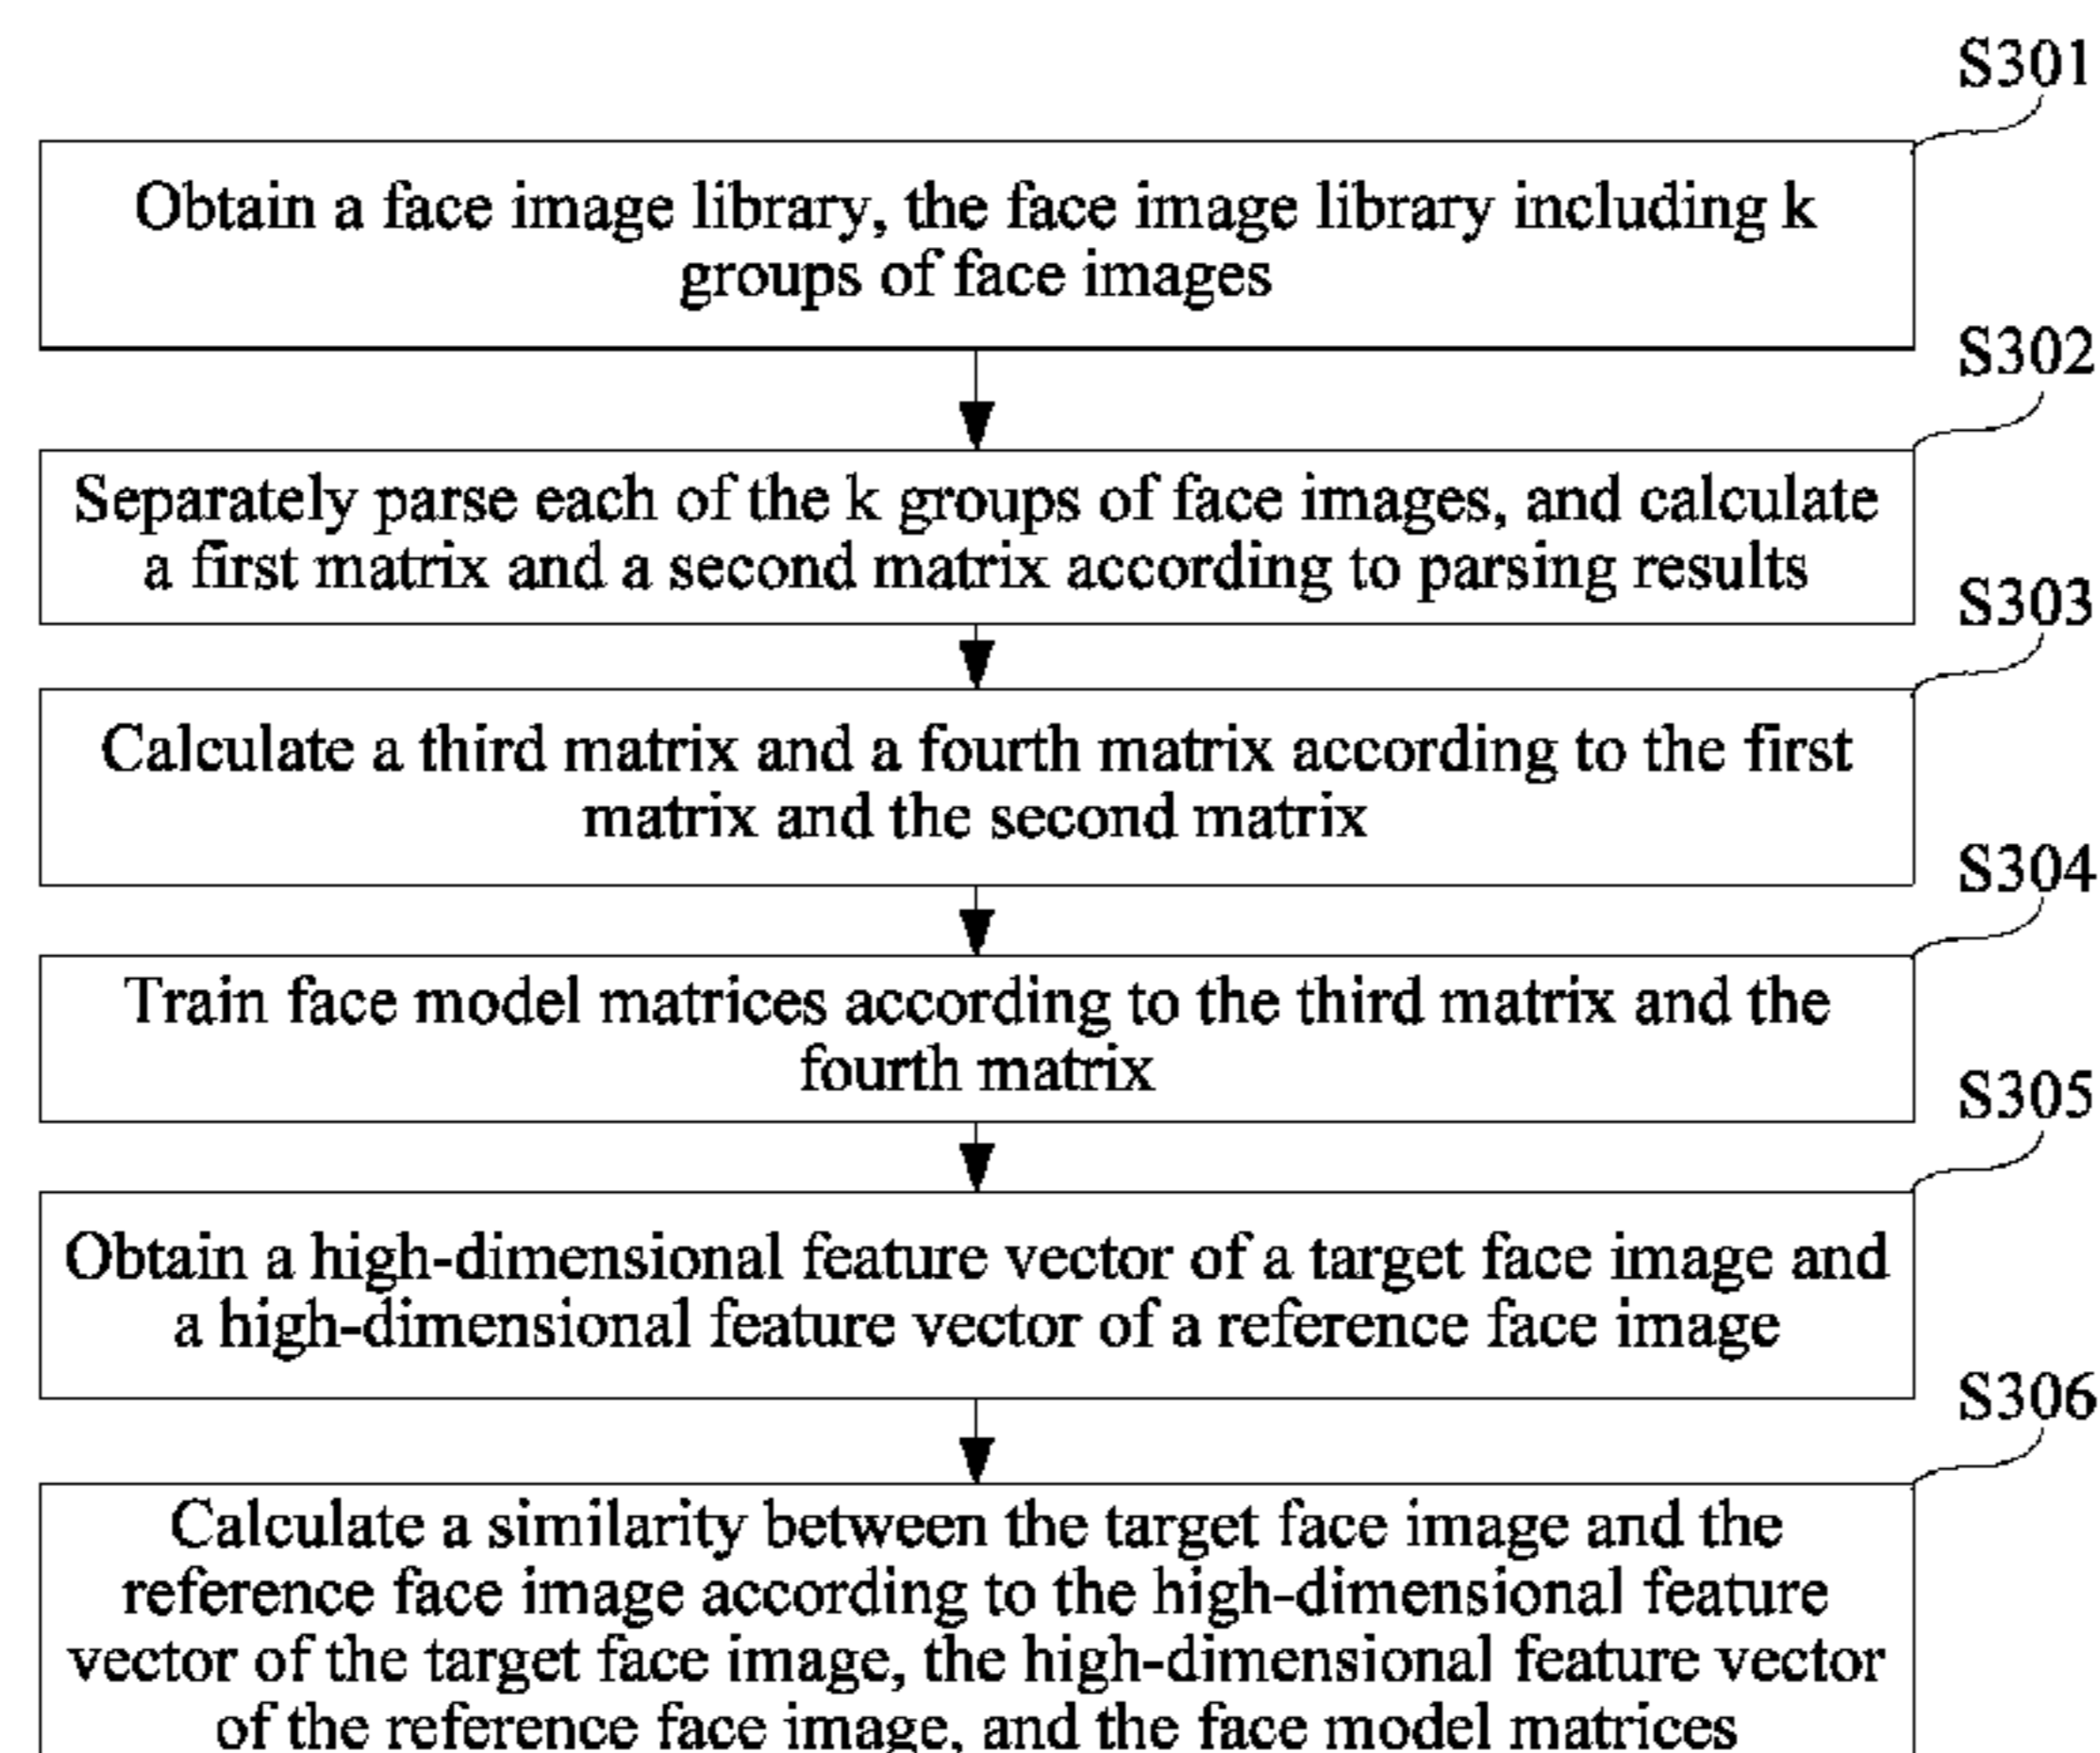 S301
Obtain a face image library, the face image library including k
groups of face images
S302
Separately parse each of the k groups of face images, and calculate
a first matrix and a second matrix according to parsing results
S303
Calculate a third matrix and a fourth matrix according to the first
matrix and the second matrix
S304
Train face model matrices according to the third matrix and the
fourth matrix
S305
Obtain a high-dimensional feature vector of a target face image and
a high-dimensional feature vector of a reference face image
S306
Calculate a similarity between the target face image and the
reference face image according to the high-dimensional feature
vector of the target face image, the high-dimensional feature vector
of the reference face image, and the face model matrices